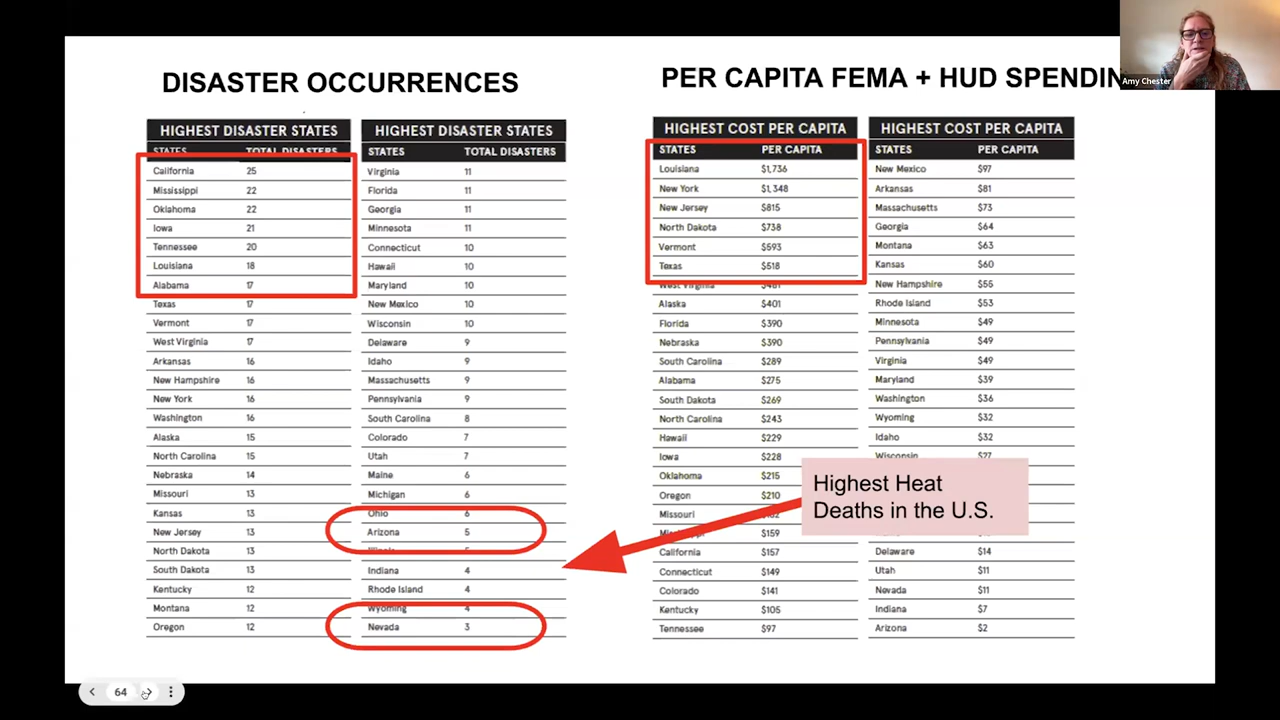 DISASTER OCCURRENCES
HIGHEST DISASTER STATES
STATES TOTAL DISASTERS
California 25
Mississippi 22
Oklahoma 22
Iowa 21
Tennessee 20
Louisiana 18
Alabama 17
Texas 17
Vermont 17
West Virginia 17
Arkansas 16
New Hampshire 16
New York 16
Washington 16
Alaska 15
North Carolina 15
Nebraska 14
Missouri 13
Kansas 13
New Jersey 13
North Dakota 13
South Dakota 13
Kentucky 12
Montana 12
Oregon 12
HIGHEST DISASTER STATES
STATES TOTAL DISASTERS
Virginia 11
Florida 11
Georgia 11
Minnesota 11
Connecticut 10
Hawaii 10
Maryland 10
New Mexico 10
Wisconsin 10
Delaware 9
Idaho 9
Massachusetts 9
Pennsylvania 9
South Carolina 8
Colorado 7
Utah 7
Maine 6
Michigan 6
Ohio 6
Arizona 5
Illinois 5
Indiana 4
Rhode Island 4
Wyoming 4
Nevada 3
PER CAPITA FEMA + HUD SPENDIN
HIGHEST COST PER CAPITA
STATES PER CAPITA
Louisiana $1,736
New York $1,348
New Jersey $815
North Dakota $738
Vermont $593
Texas $518
West Virginia $481
Alaska $401
Florida $390
Nebraska $390
South Carolina $289
Alabama $275
South Dakota $269
North Carolina $243
Hawaii $229
Iowa $228
Oklahoma $215
Oregon $210
Missouri
Mississippi $159
California $157
Connecticut $149
Colorado $141
Kentucky $105
Tennessee $97
HIGHEST COST PER CAPITA
STATES PER CAPITA
New Mexico $97
Arkansas $81
Massachusetts $73
Georgia $64
Montana $63
Kansas $60
New Hampshire $55
Rhode Island $53
Minnesota $49
Pennsylvania $49
Virginia $49
Maryland $39
Washington $36
Wyoming $32
Idaho $32
Wisconsin $27
Delaware $14
Utah $11
Nevada $11
Indiana $7
Arizona $2
Highest Heat
Deaths in the U.S.
Amy Chester
64